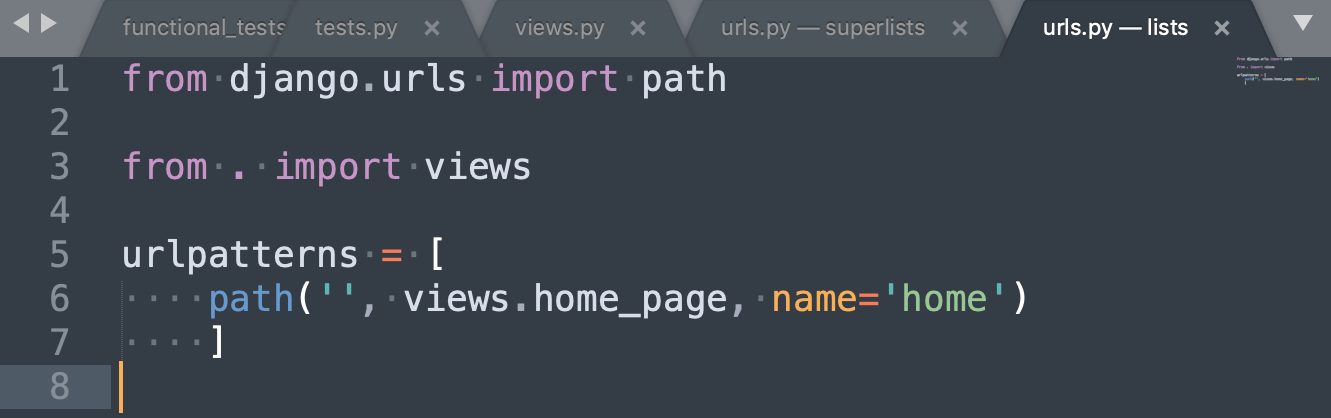 functional_tests tests.py × views.py × urls.py — superlists × urls.py — lists ×
1 from django.urls import path
2
3 from . import views
4
5 urlpatterns = [
6     path('', views.home_page, name='home')
7     ]
8